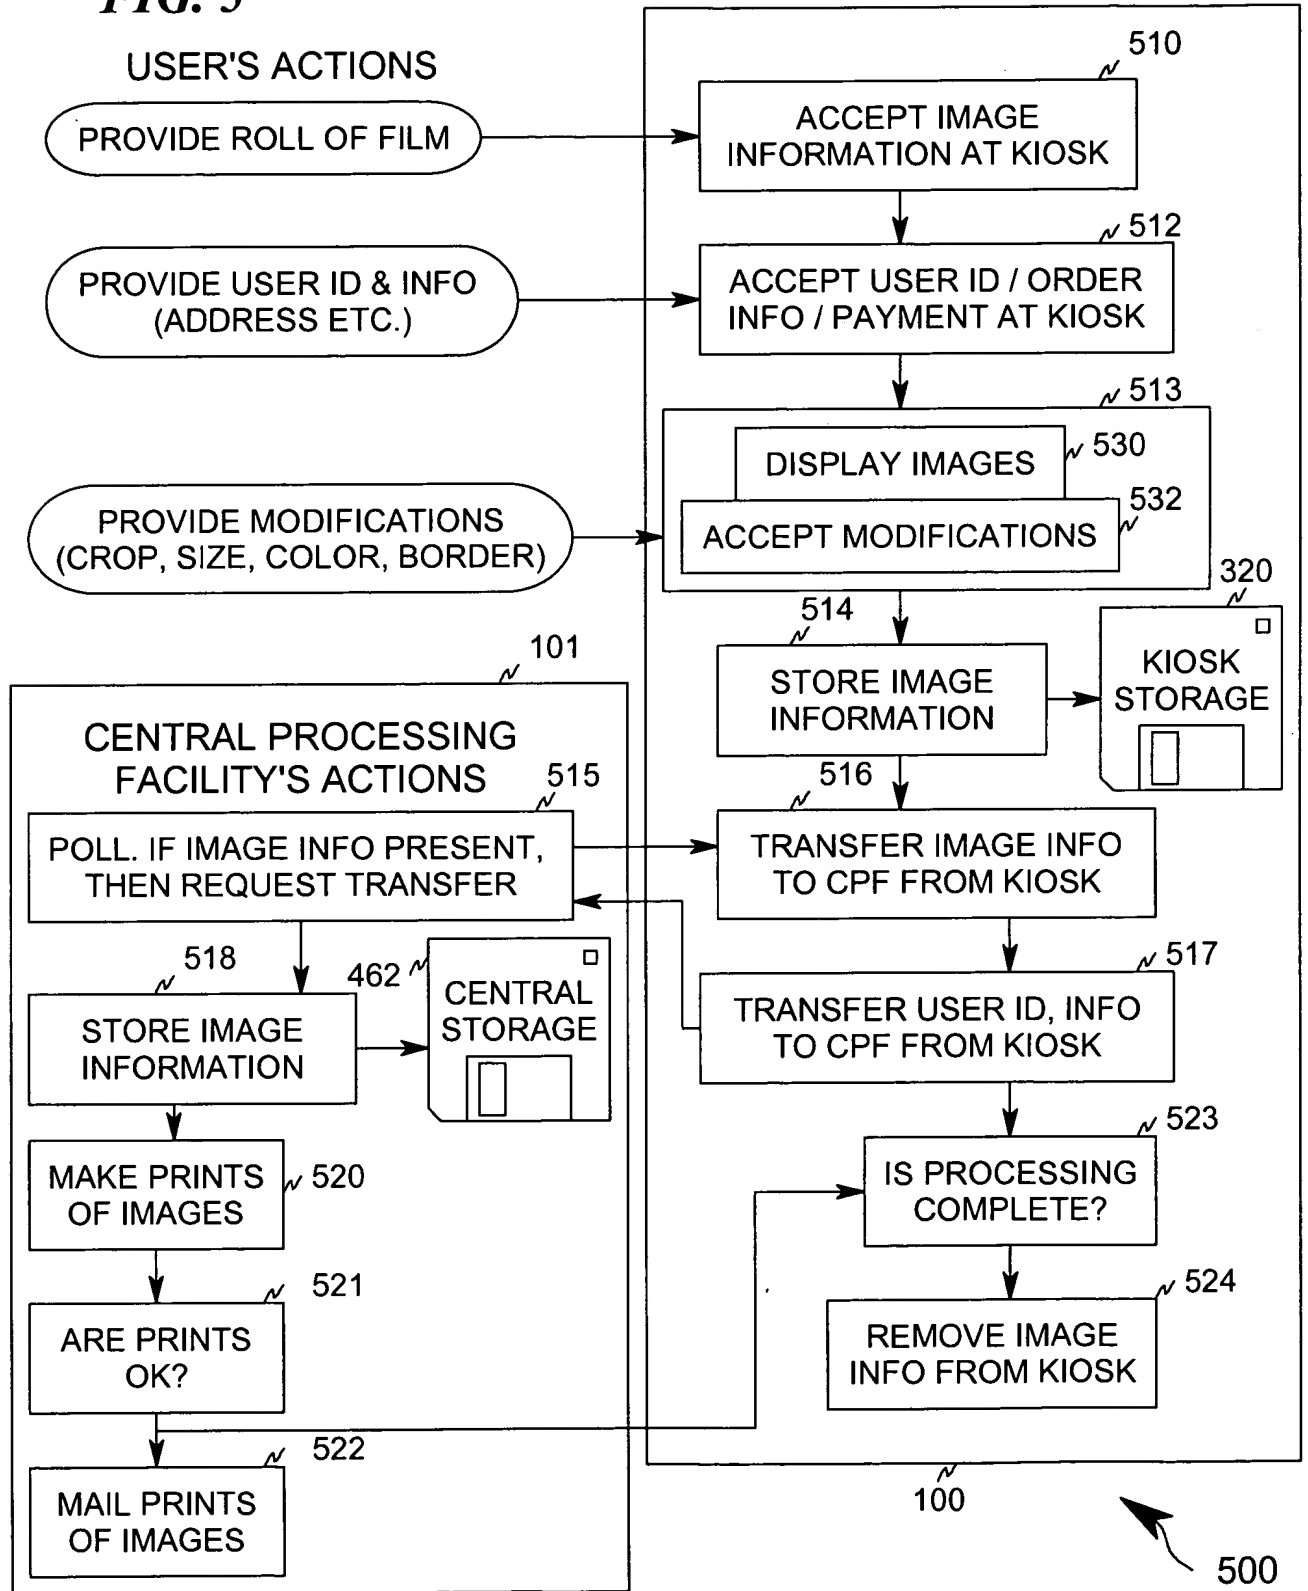 FIG. 5
USER'S ACTIONS
PROVIDE ROLL OF FILM
510
ACCEPT IMAGE
INFORMATION AT KIOSK
PROVIDE USER ID & INFO
(ADDRESS ETC.)
512
ACCEPT USER ID / ORDER
INFO / PAYMENT AT KIOSK
513
DISPLAY IMAGES
530
PROVIDE MODIFICATIONS
(CROP, SIZE, COLOR, BORDER)
532
ACCEPT MODIFICATIONS
514
STORE IMAGE
INFORMATION
320
KIOSK
STORAGE
101
CENTRAL PROCESSING
FACILITY'S ACTIONS
515
POLL. IF IMAGE INFO PRESENT,
THEN REQUEST TRANSFER
516
TRANSFER IMAGE INFO
TO CPF FROM KIOSK
518
STORE IMAGE
INFORMATION
462
CENTRAL
STORAGE
517
TRANSFER USER ID, INFO
TO CPF FROM KIOSK
MAKE PRINTS
OF IMAGES
520
523
IS PROCESSING
COMPLETE?
521
ARE PRINTS
OK?
524
REMOVE IMAGE
INFO FROM KIOSK
522
MAIL PRINTS
OF IMAGES
100
500